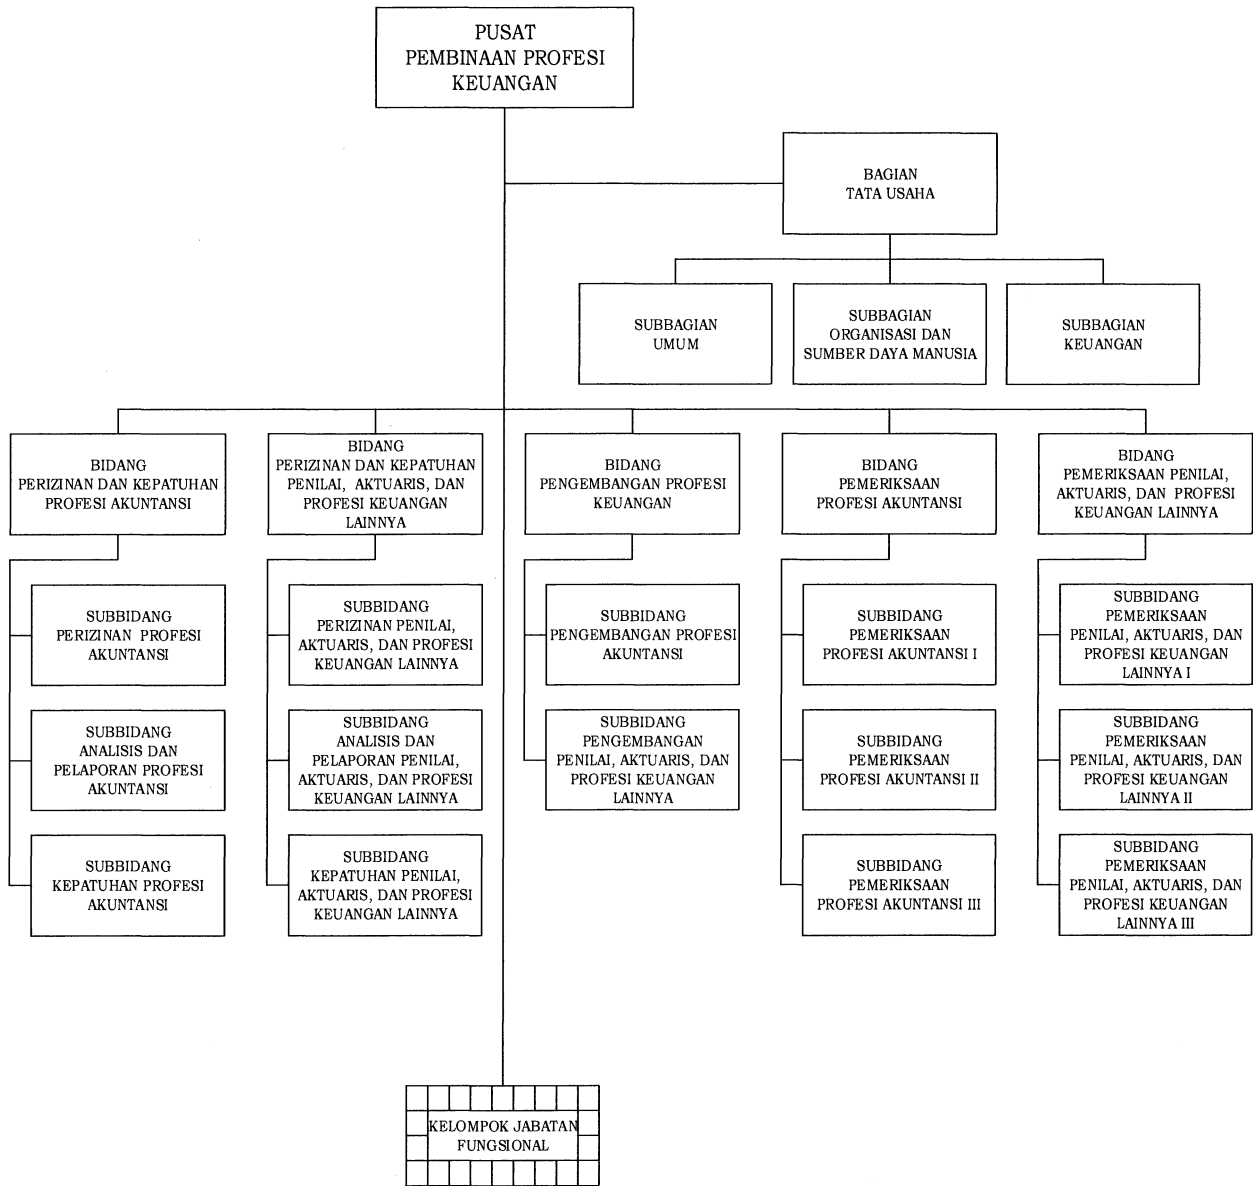 PUSAT
PEMBINAAN PROFESI
KEUANGAN
BAGIAN
TATA USAHA
SUBBAGIAN
UMUM
SUBBAGIAN
ORGANISASI DAN
SUMBER DAYA MANUSIA
SUBBAGIAN
KEUANGAN
BIDANG
PERIZINAN DAN KEPATUHAN
PROFESI AKUNTANSI
BIDANG
PERIZINAN DAN KEPATUHAN
PENILAI, AKTUARIS, DAN
PROFESI KEUANGAN
LAINNYA
BIDANG
PENGEMBANGAN PROFESI
KEUANGAN
BIDANG
PEMERIKSAAN
PROFESI AKUNTANSI
BIDANG
PEMERIKSAAN PENILAI,
AKTUARIS, DAN PROFESI
KEUANGAN LAINNYA
SUBBIDANG
PERIZINAN PROFESI
AKUNTANSI
SUBBIDANG
PERIZINAN PENILAI,
AKTUARIS, DAN PROFESI
KEUANGAN LAINNYA
SUBBIDANG
PENGEMBANGAN PROFESI
AKUNTANSI
SUBBIDANG
PEMERIKSAAN
PROFESI AKUNTANSI I
SUBBIDANG
PEMERIKSAAN
PENILAI, AKTUARIS, DAN
PROFESI KEUANGAN
LAINNYA I
SUBBIDANG
ANALISIS DAN
PELAPORAN PROFESI
AKUNTANSI
SUBBIDANG
ANALISIS DAN
PELAPORAN PENILAI,
AKTUARIS, DAN PROFESI
KEUANGAN LAINNYA
SUBBIDANG
PENGEMBANGAN
PENILAI, AKTUARIS, DAN
PROFESI KEUANGAN
LAINNYA
SUBBIDANG
PEMERIKSAAN
PROFESI AKUNTANSI II
SUBBIDANG
PEMERIKSAAN
PENILAI, AKTUARIS, DAN
PROFESI KEUANGAN
LAINNYA II
SUBBIDANG
KEPATUHAN PROFESI
AKUNTANSI
SUBBIDANG
KEPATUHAN PENILAI,
AKTUARIS, DAN PROFESI
KEUANGAN LAINNYA
SUBBIDANG
PEMERIKSAAN
PROFESI AKUNTANSI III
SUBBIDANG
PEMERIKSAAN
PENILAI, AKTUARIS, DAN
PROFESI KEUANGAN
LAINNYA III
KELOMPOK JABATAN
FUNGSIONAL